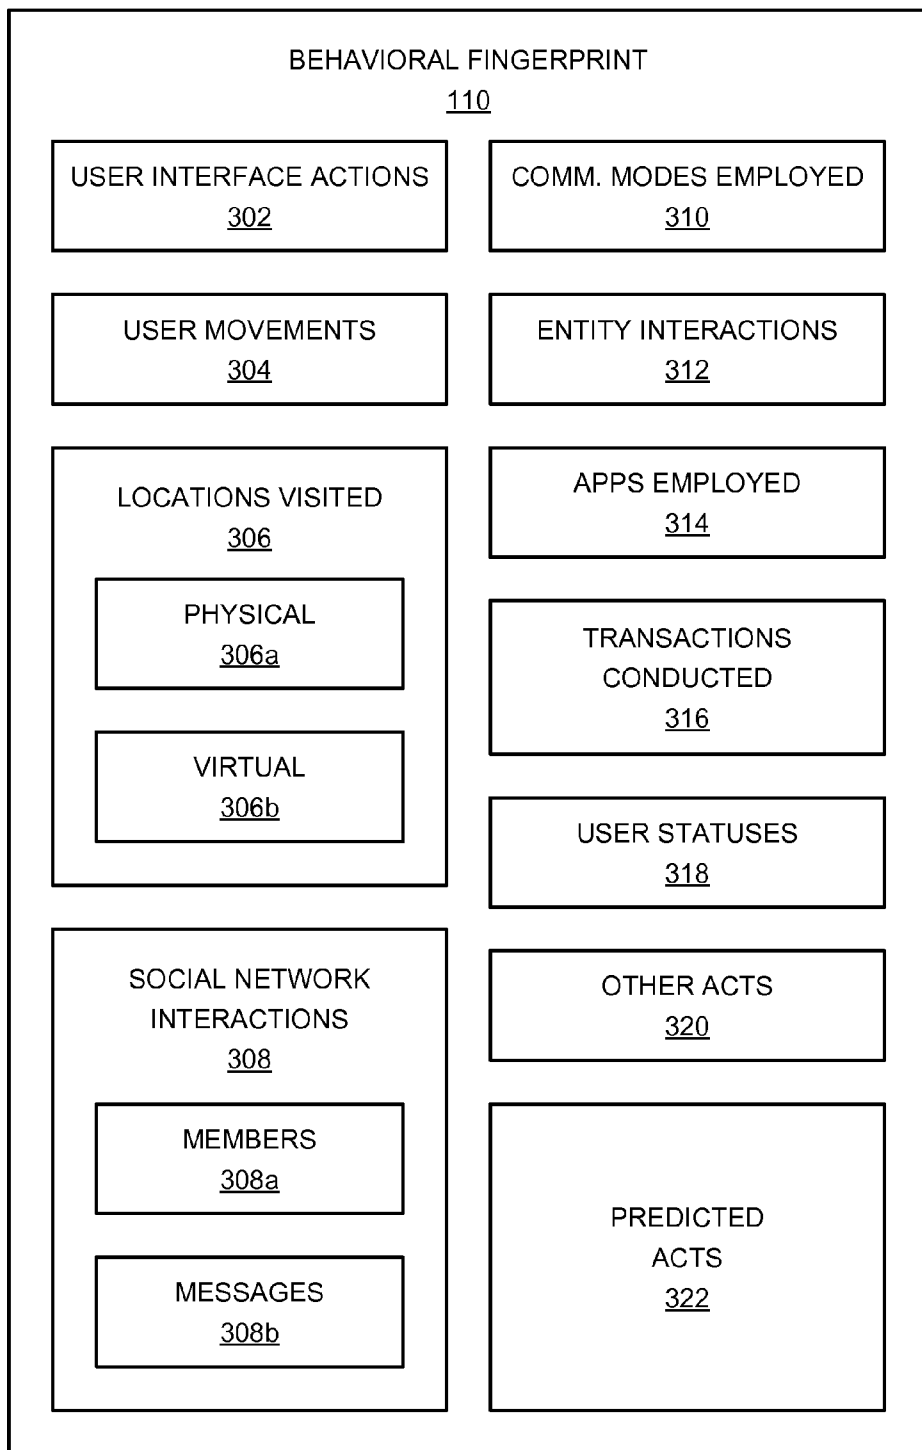 BEHAVIORAL FINGERPRINT
110
USER INTERFACE ACTIONS
302
USER MOVEMENTS
304
LOCATIONS VISITED
306
PHYSICAL
306a
VIRTUAL
306b
SOCIAL NETWORK
INTERACTIONS
308
MEMBERS
308a
MESSAGES
308b
COMM. MODES EMPLOYED
310
ENTITY INTERACTIONS
312
APPS EMPLOYED
314
TRANSACTIONS
CONDUCTED
316
USER STATUSES
318
OTHER ACTS
320
PREDICTED
ACTS
322